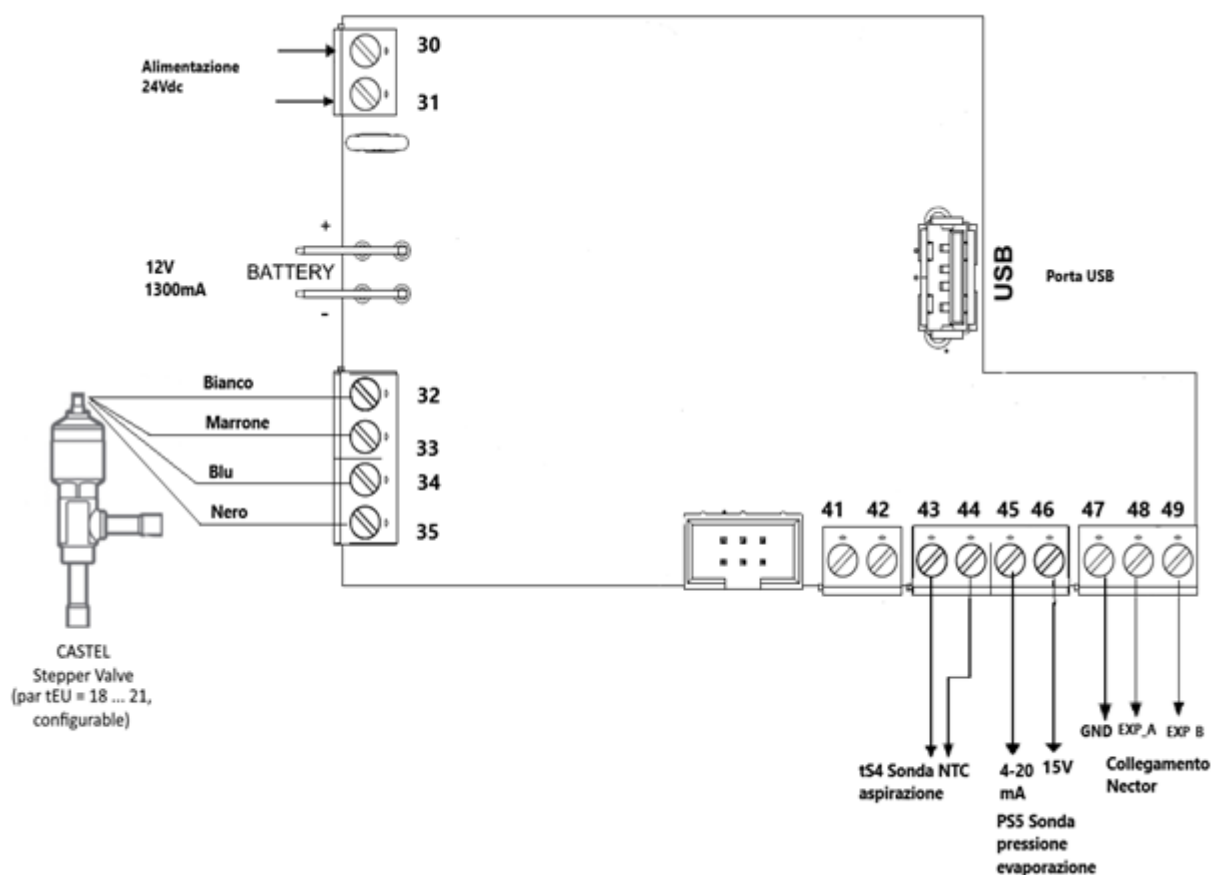 Alimentazione
24Vdc
30
31
+
BATTERY
-
12V
1300mA
USB
Porta USB
Bianco
32
Marrone
33
Blu
34
Nero
35
CASTEL
Stepper Valve
(par tEU = 18 ... 21,
configurable)
41 42 43 44 45 46 47 48 49
GND EXP_A EXP B
tS4 Sonda NTC
aspirazione
4-20
mA
15V
Collegamento
Nector
PS5 Sonda
pressione
evaporazione